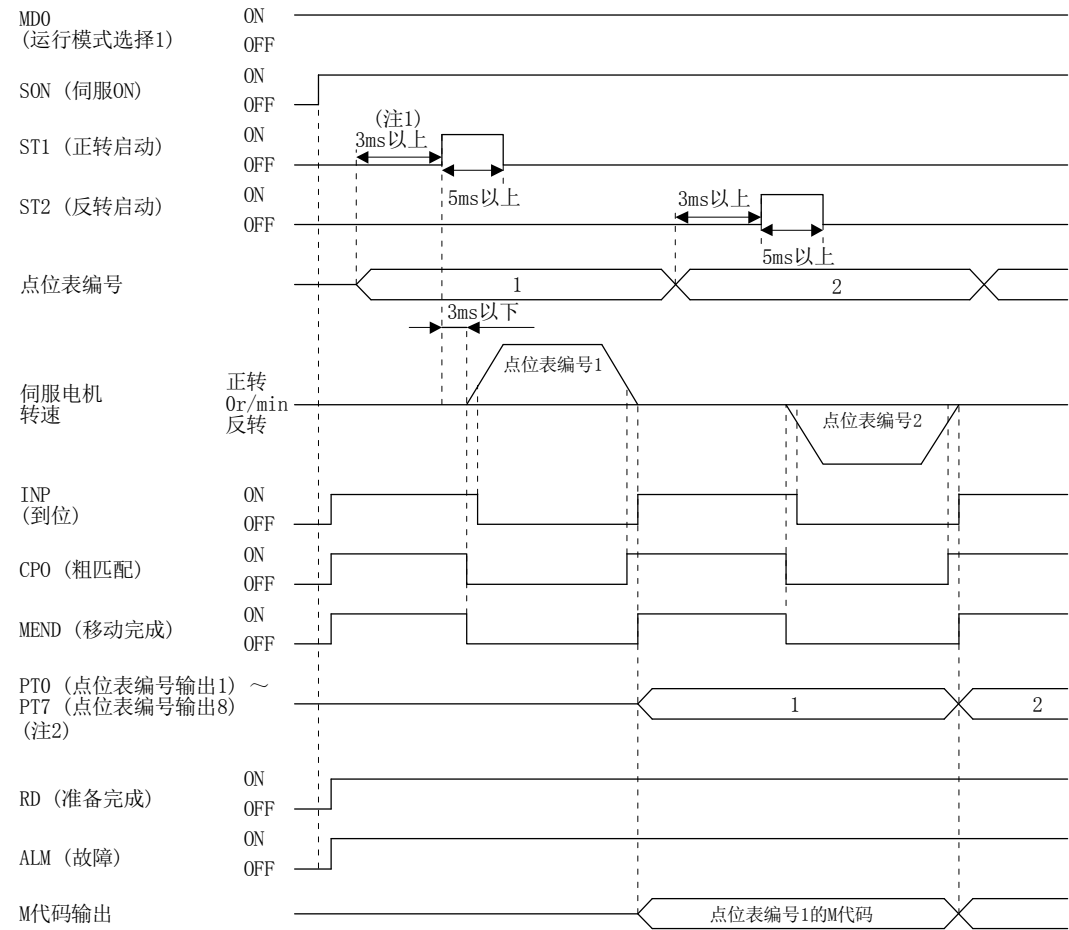 MD0
(运行模式选择1)
ON
OFF
SON (伺服ON)
ON
OFF
ST1 (正转启动)
ON
OFF
(注1)
3ms以上
5ms以上
ST2 (反转启动)
ON
OFF
3ms以上
5ms以上
点位表编号
1
2
3ms以下
伺服电机
转速
正转
0r/min
反转
点位表编号1
点位表编号2
INP
(到位)
ON
OFF
CPO (粗匹配)
ON
OFF
MEND (移动完成)
ON
OFF
PT0 (点位表编号输出1) ～
PT7 (点位表编号输出8)
(注2)
1
2
RD (准备完成)
ON
OFF
ALM (故障)
ON
OFF
M代码输出
点位表编号1的M代码